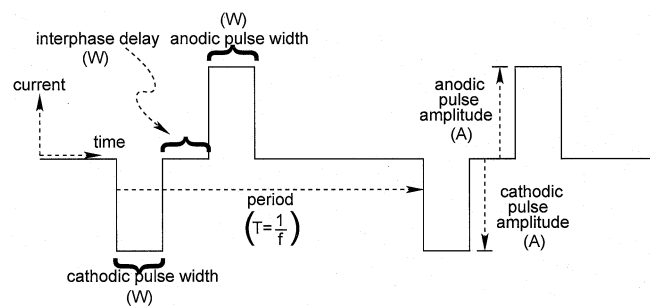 (W)
interphase delay
anodic pulse width
(W)
current
time
anodic
pulse
amplitude
(A)
period
(T=1/f)
cathodic
pulse
amplitude
(A)
cathodic pulse width
(W)